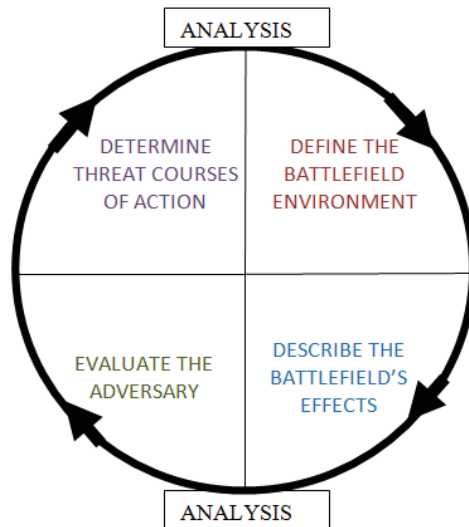 ANALYSIS
DETERMINE
THREAT COURSES
OF ACTION
DEFINE THE
BATTLEFIELD
ENVIRONMENT
EVALUATE THE
ADVERSARY
DESCRIBE THE
BATTLEFIELD’S
EFFECTS
ANALYSIS